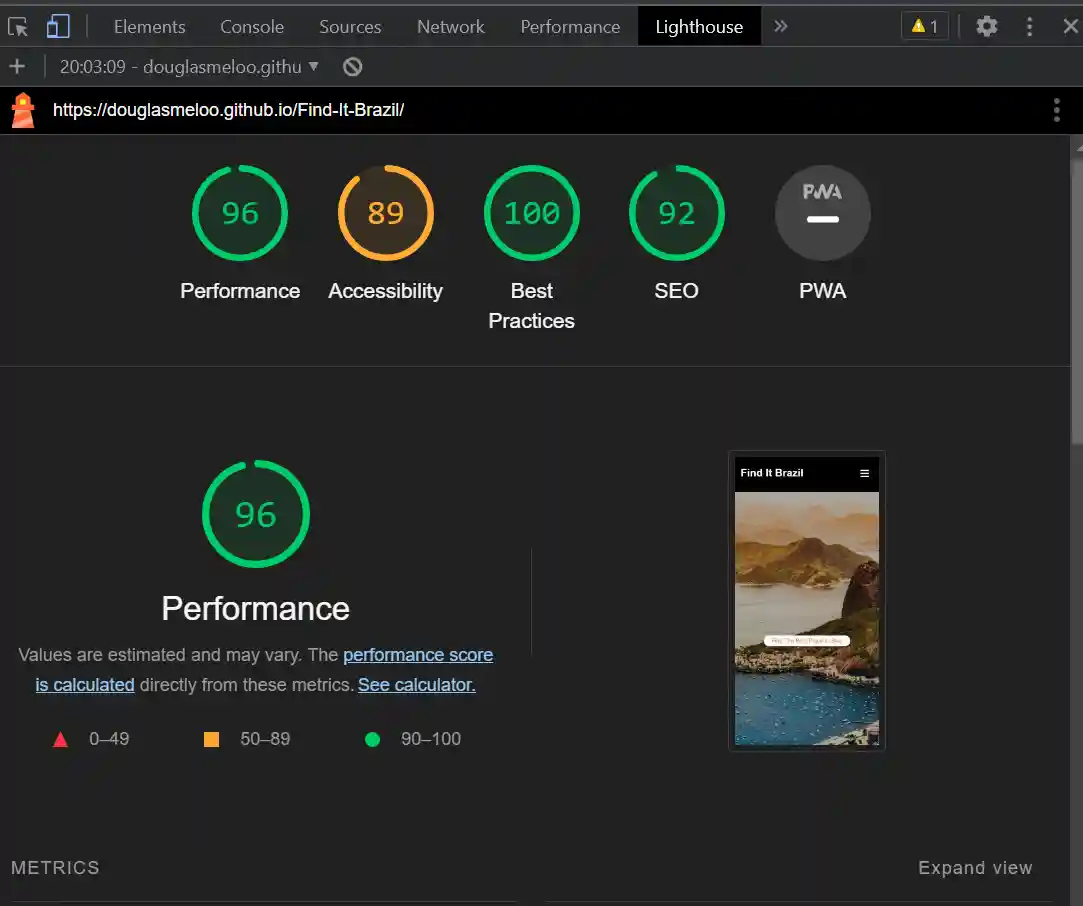 Elements Console Sources Network Performance Lighthouse 1
20:03:09 - douglasmeloo.githu
https://douglasmeloo.github.io/Find-It-Brazil/
96 89 100 92 PWA
Performance Accessibility Best Practices SEO PWA
96
Performance
Values are estimated and may vary. The performance score
is calculated directly from these metrics. See calculator.
0–49 50–89 90–100
Find It Brazil
METRICS Expand view